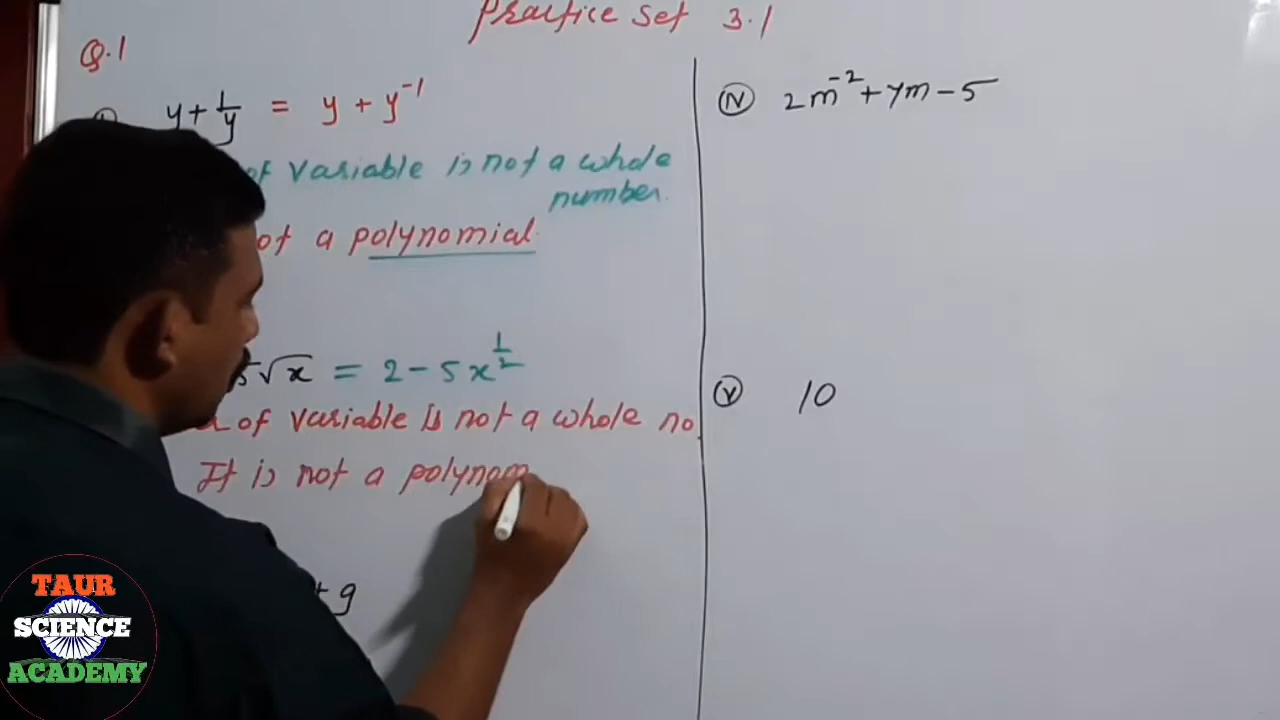 Practice Set 3.1
Q.1
y + 1/y = y + y⁻¹
of variable is not a whole
number.
a polynomial.
√x = 2 - 5x^(1/2)
of variable is not a whole no.
It is not a polynom
+ 9
(IV) 2m⁻² + 7m - 5
(V) 10
TAUR
SCIENCE
ACADEMY